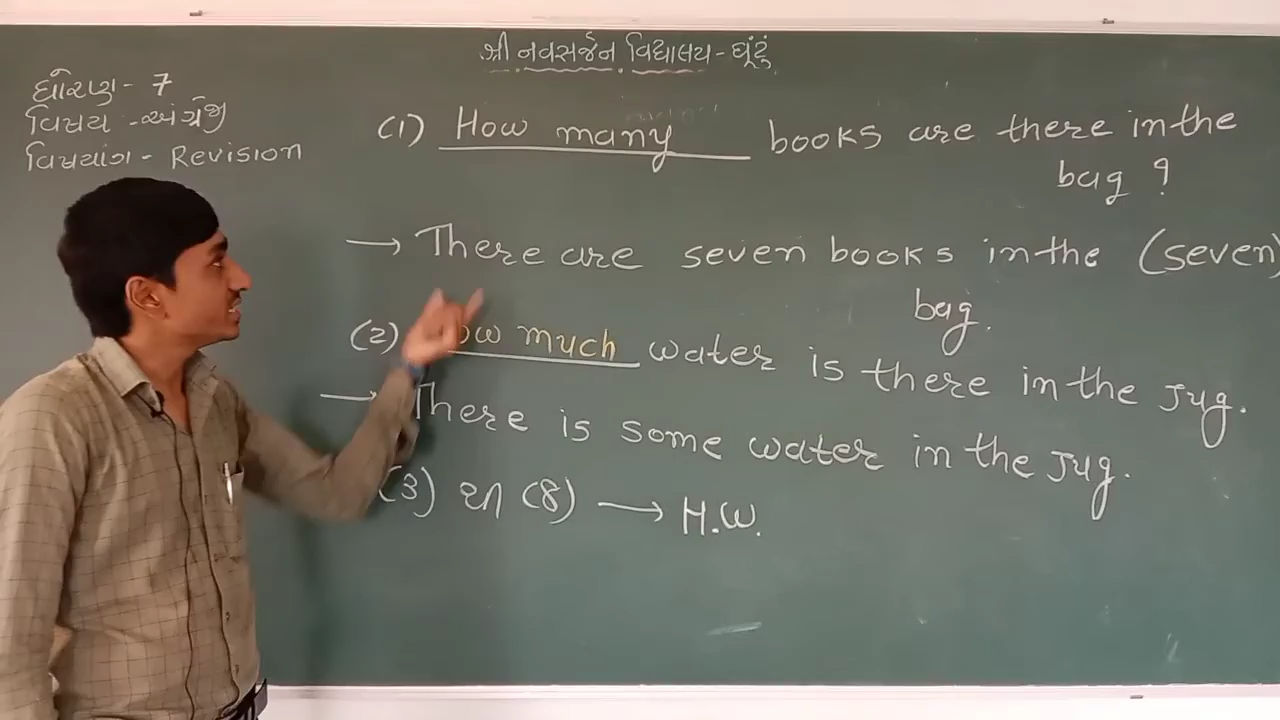 શ્રી નવસર્જન વિદ્યાલય - ઘૂંટું
ધોરણ - 7
વિષય - અંગ્રેજી
વિષયાંગ - Revision
(1) How many books are there in the
bag ?
→ There are seven books in the (seven)
bag.
(2) How much water is there in the Jug.
→ There is some water in the Jug.
(3) થી (8) → H.W.